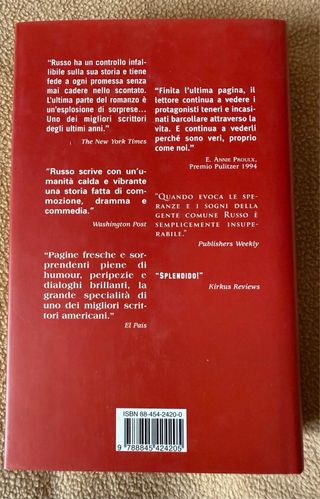 “Russo ha un controllo infal-
libile sulla sua storia e tiene
fede a ogni promessa senza
mai cadere nello scontato.
L’ultima parte del romanzo è
un’esplosione di sorprese...
Uno dei migliori scrittori
degli ultimi anni.”
The New York Times
“Russo scrive con un’u-
manità calda e vibrante
una storia fatta di com-
mozione, dramma e
commedia.”
Washington Post
“Pagine fresche e sor-
prendenti piene di
humour, peripezie e
dialoghi brillanti, la
grande specialità di
uno dei migliori scrit-
tori americani.”
El País
“Finita l’ultima pagina, il
lettore continua a vedere i
protagonisti teneri e incasinati
barcollare attraverso la
vita. E continua a vederli
perché sono veri, proprio
come noi.”
E. Annie Proulx,
Premio Pulitzer 1994
“Quando evoca le spe-
ranze e i sogni della
gente comune Russo è
semplicemente insupe-
rabile.”
Publishers Weekly
“Splendido!”
Kirkus Reviews
ISBN 88-454-2420-0
9 788845 424205